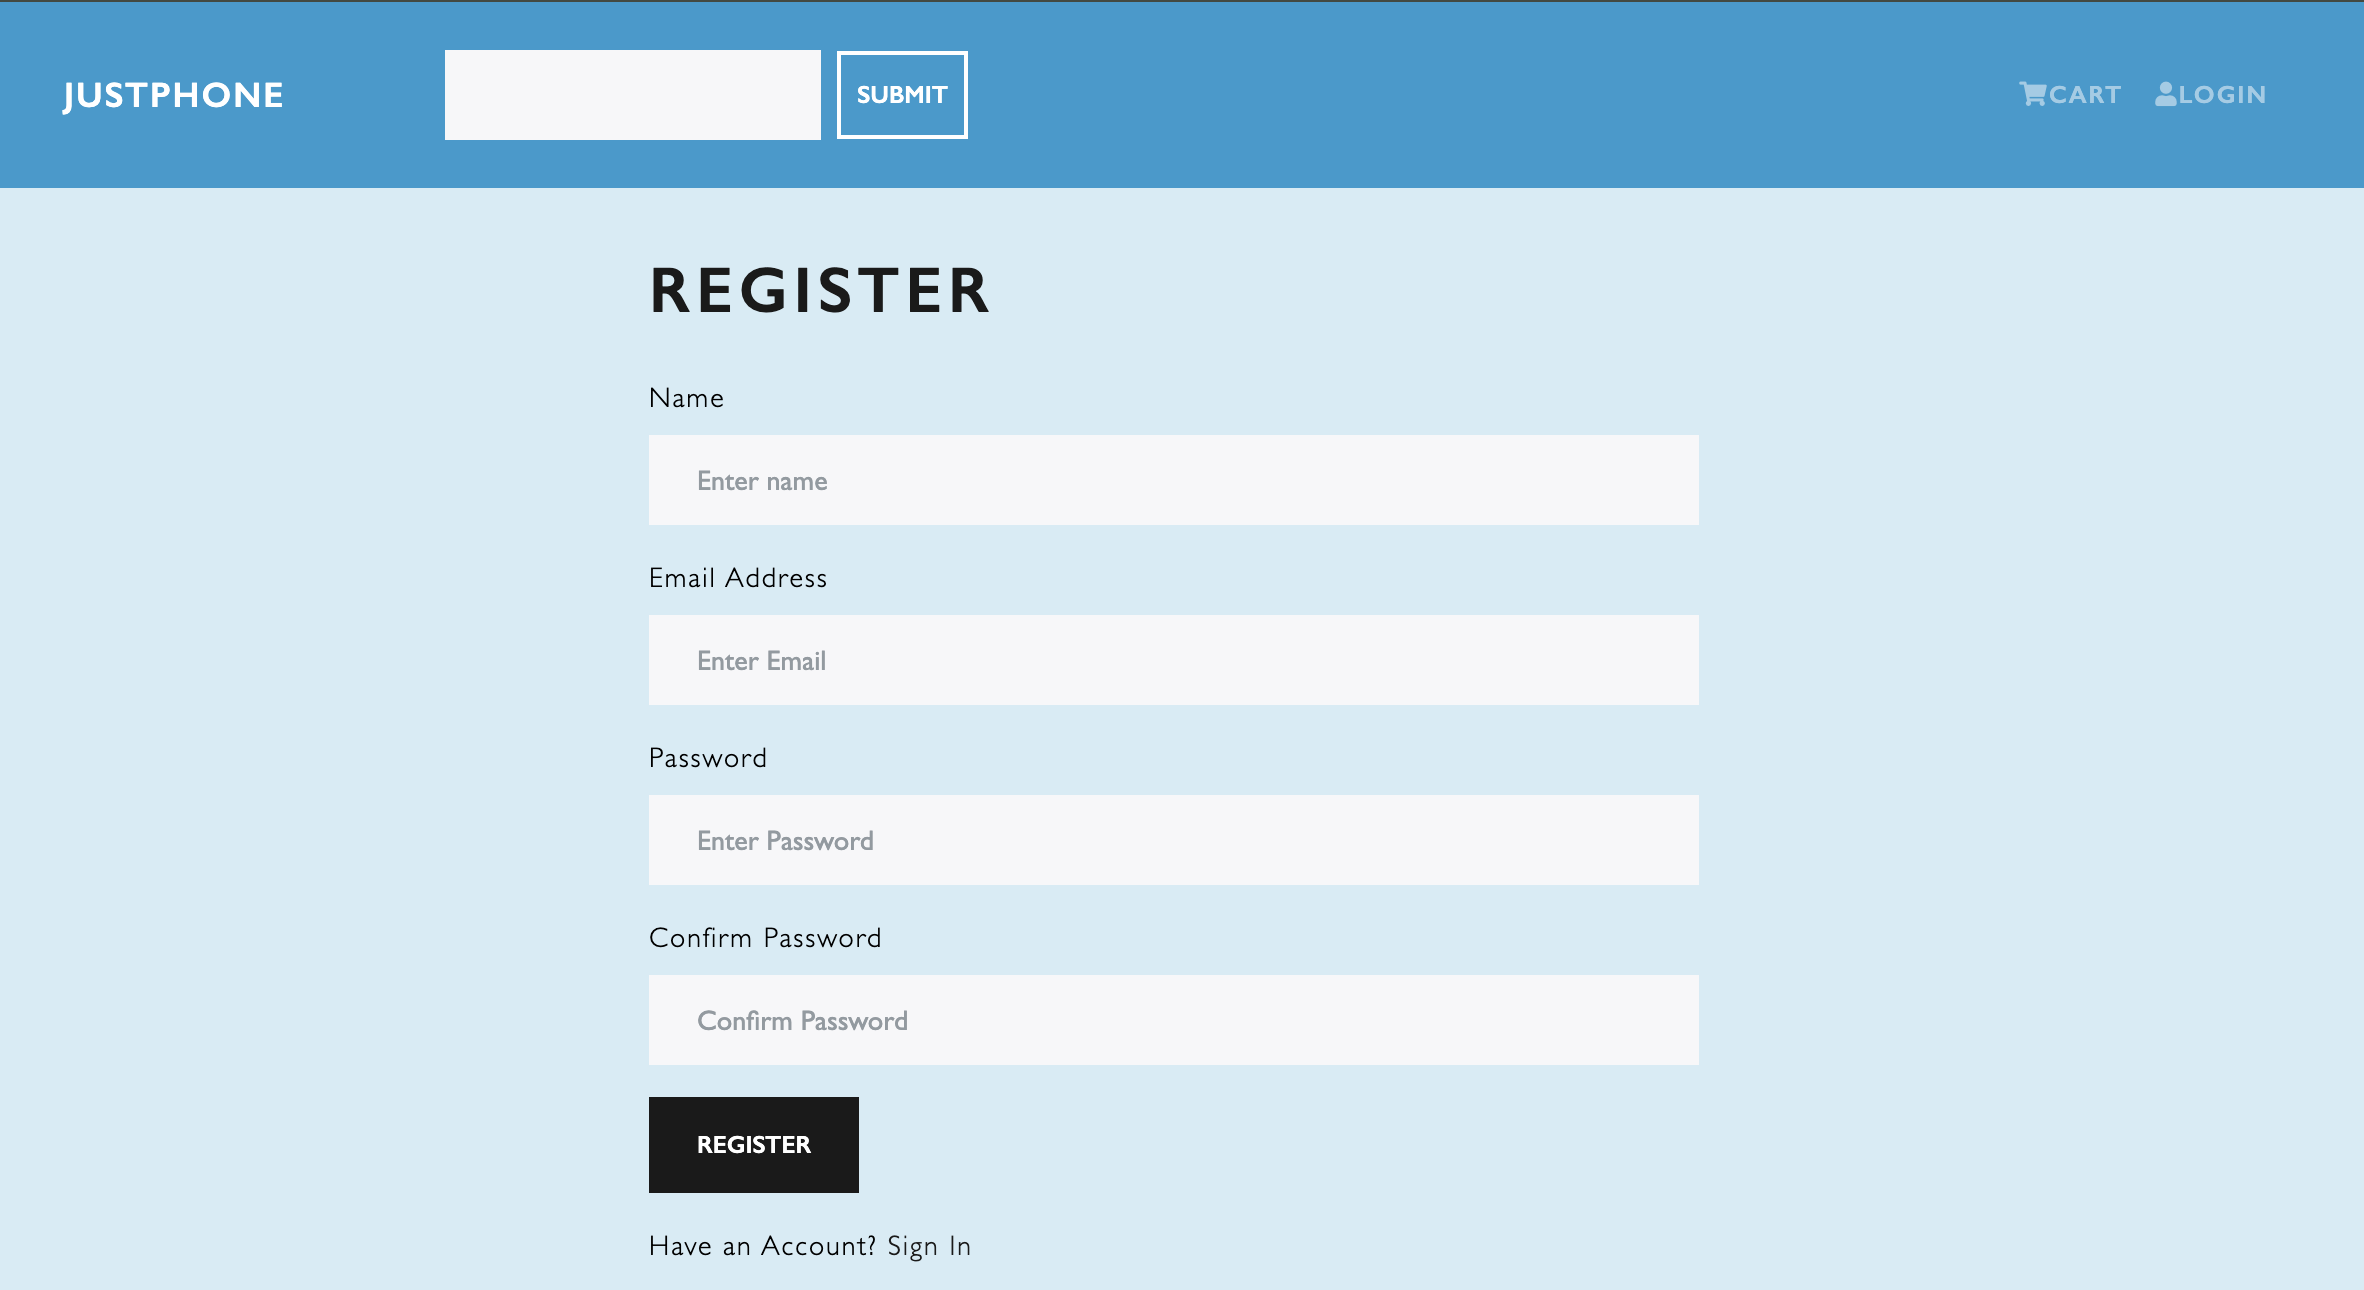 JUSTPHONE
SUBMIT
CART
LOGIN
REGISTER
Name
Enter name
Email Address
Enter Email
Password
Enter Password
Confirm Password
Confirm Password
REGISTER
Have an Account? Sign In